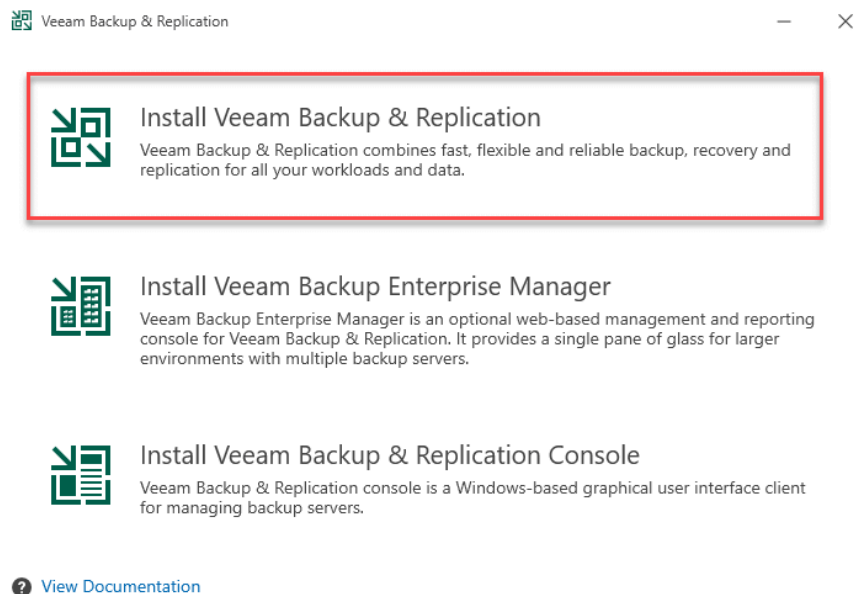 Veeam Backup & Replication
Install Veeam Backup & Replication
Veeam Backup & Replication combines fast, flexible and reliable backup, recovery and
replication for all your workloads and data.
Install Veeam Backup Enterprise Manager
Veeam Backup Enterprise Manager is an optional web-based management and reporting
console for Veeam Backup & Replication. It provides a single pane of glass for larger
environments with multiple backup servers.
Install Veeam Backup & Replication Console
Veeam Backup & Replication console is a Windows-based graphical user interface client
for managing backup servers.
? View Documentation